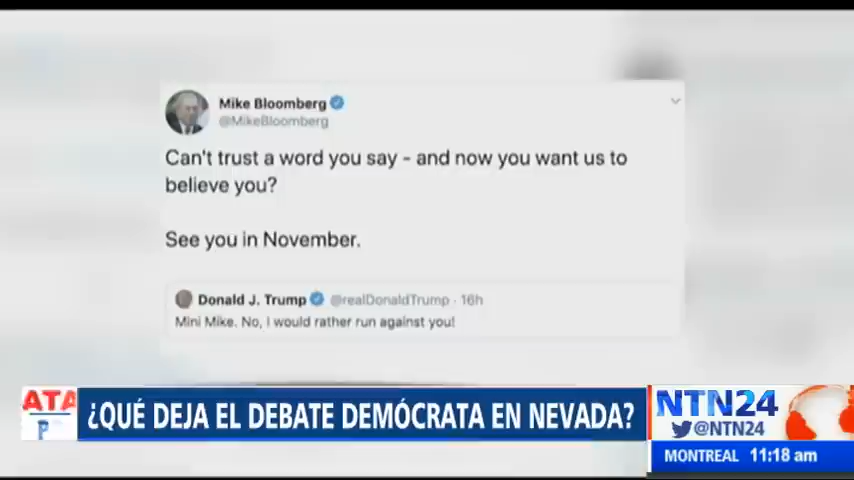 Mike Bloomberg
@MikeBloomberg
Can't trust a word you say - and now you want us to
believe you?
See you in November.
Donald J. Trump @realDonaldTrump · 16h
Mini Mike. No, I would rather run against you!
ATA
P
¿QUÉ DEJA EL DEBATE DEMÓCRATA EN NEVADA?
NTN24
@NTN24
MONTREAL 11:18 am